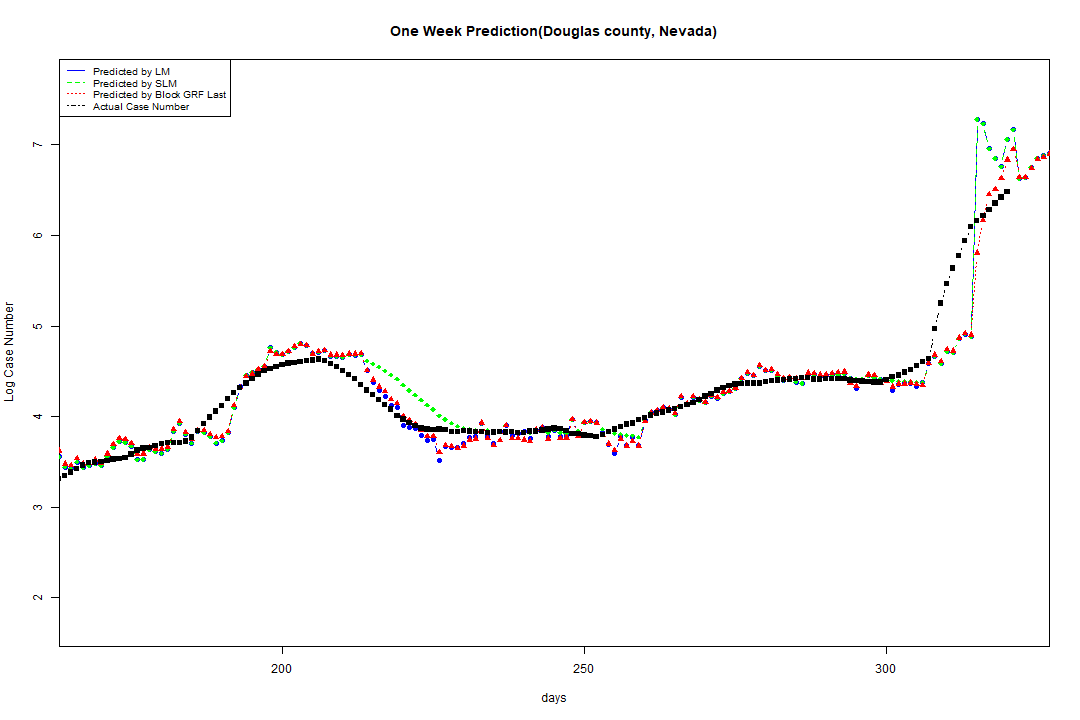 One Week Prediction(Douglas county, Nevada)
Predicted by LM
Predicted by SLM
Predicted by Block GRF Last
Actual Case Number
7
6
5
4
3
2
Log Case Number
200 250 300
days